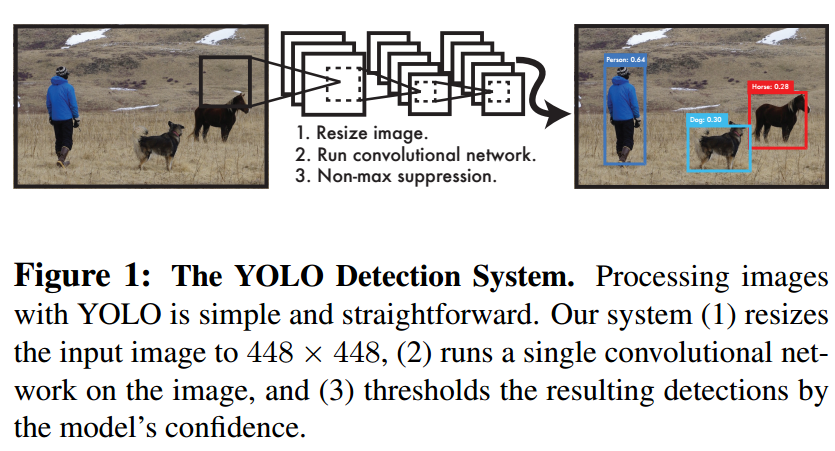 Person: 0.64
Horse: 0.28
Dog: 0.30
1. Resize image.
2. Run convolutional network.
3. Non-max suppression.
Figure 1: The YOLO Detection System. Processing images
with YOLO is simple and straightforward. Our system (1) resizes
the input image to 448 × 448, (2) runs a single convolutional net-
work on the image, and (3) thresholds the resulting detections by
the model's confidence.